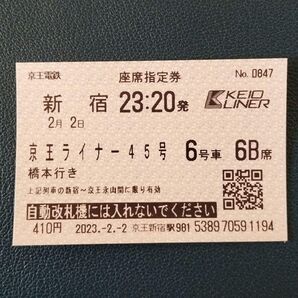 京王電鉄 座席指定券 No. 0847
新宿 23:20発 KEIO LINER
2月 2日
京王ライナー45号 6号車 6B席
橋本行き
上記列車の新宿～京王永山間に限り有効
自動改札機には入れないでください
410円 2023.-2.-2 京王新宿駅981 538970591194